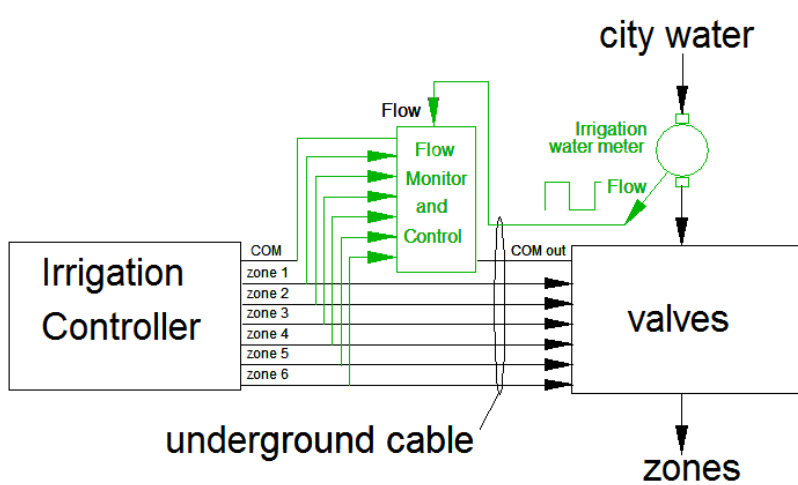 city water
Flow
Irrigation
water meter
Flow
Monitor
and
Control
Flow
COM
COM out
Irrigation
Controller
zone 1
zone 2
zone 3
zone 4
zone 5
zone 6
valves
underground cable
zones